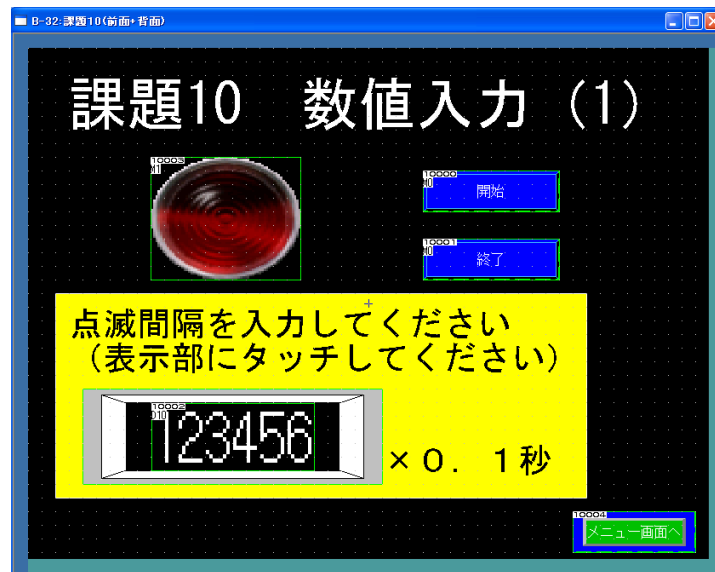 B-32:課題10(前面+背面)
課題10 数値入力 (1)
10003
M1
10000
M0
開始
10001
M0
終了
点滅間隔を入力してください
(表示部にタッチしてください)
10002
D10
123456
×0.1秒
10004
メニュー画面へ